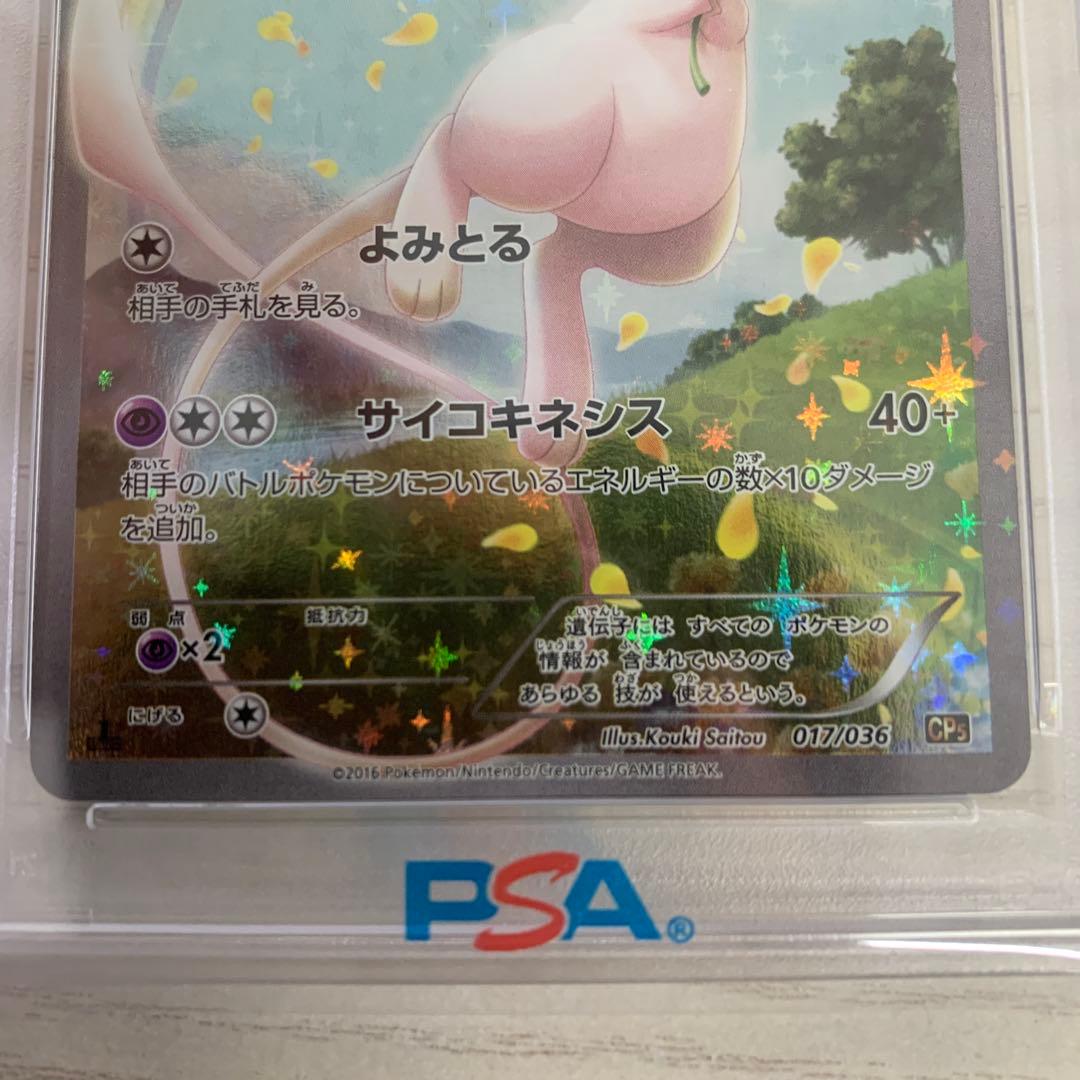 よみとる
相手の手札を見る。
サイコキネシス 40+
相手のバトルポケモンについているエネルギーの数×10ダメージ
を追加。
弱点 抵抗力
×2
にげる
遺伝子には すべての ポケモンの
情報が 含まれているので
あらゆる 技が 使えるという。
Illus.Kouki Saitou 017/036 CP5
©2016 Pokémon/Nintendo/Creatures/GAME FREAK.
PSA®